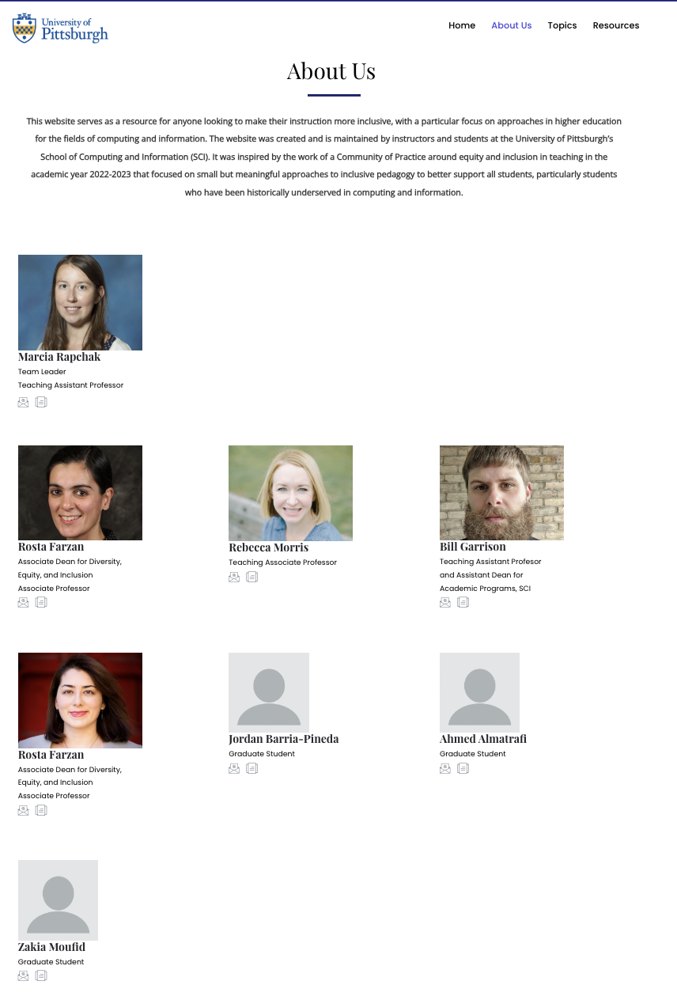 University of
Pittsburgh
Home About Us Topics Resources
About Us
This website serves as a resource for anyone looking to make their instruction more inclusive, with a particular focus on approaches in higher education
for the fields of computing and information. The website was created and is maintained by instructors and students at the University of Pittsburgh's
School of Computing and Information (SCI). It was inspired by the work of a Community of Practice around equity and inclusion in teaching in the
academic year 2022-2023 that focused on small but meaningful approaches to inclusive pedagogy to better support all students, particularly students
who have been historically underserved in computing and information.
Marcia Rapchak
Team Leader
Teaching Assistant Professor
Rosta Farzan
Associate Dean for Diversity,
Equity, and Inclusion
Associate Professor
Rebecca Morris
Teaching Associate Professor
Bill Garrison
Teaching Assistant Profesor
and Assistant Dean for
Academic Programs, SCI
Rosta Farzan
Associate Dean for Diversity,
Equity, and Inclusion
Associate Professor
Jordan Barria-Pineda
Graduate Student
Ahmed Almatrafi
Graduate Student
Zakia Moufid
Graduate Student